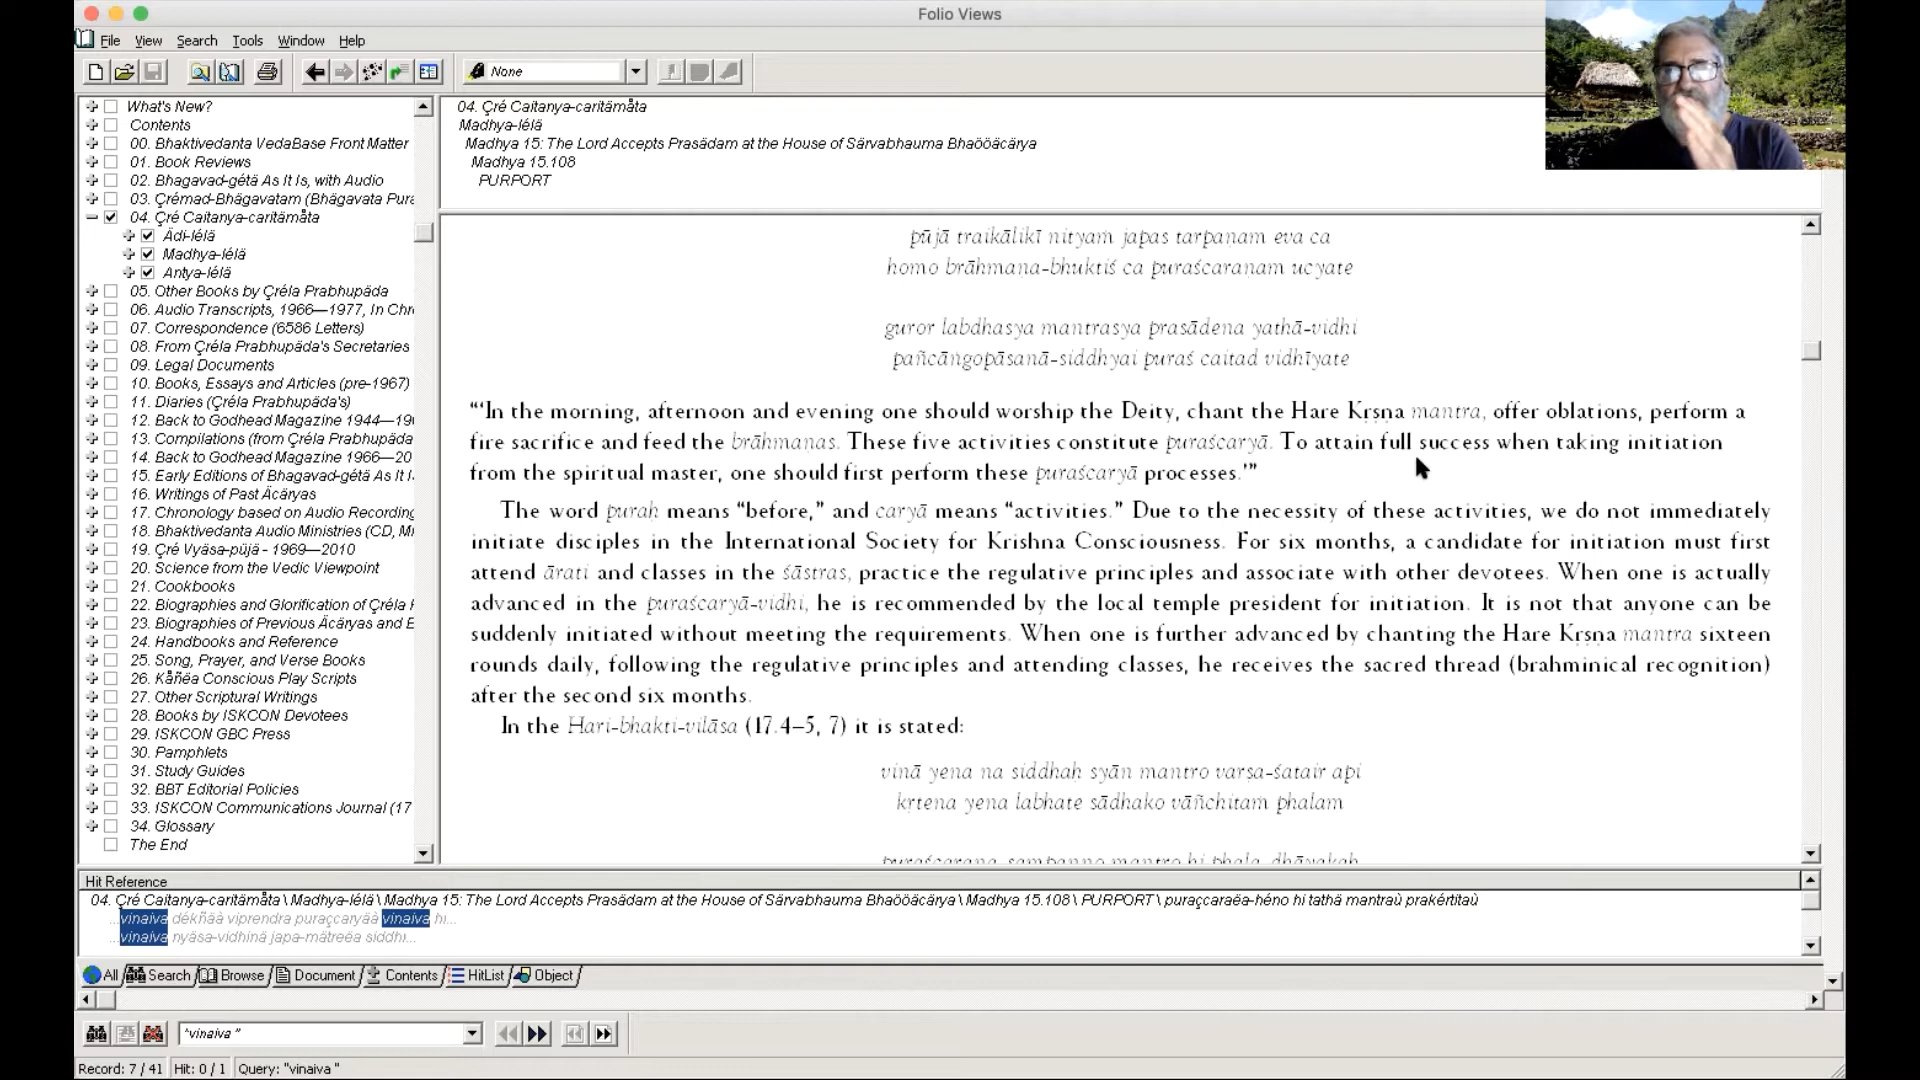 Folio Views
File View Search Tools Window Help
None
What's New?
Contents
00. Bhaktivedanta VedaBase Front Matter
01. Book Reviews
02. Bhagavad-gétä As It Is, with Audio
03. Çrémad-Bhägavatam (Bhägavata Purä
04. Çré Caitanya-caritämåta
Ädi-lélä
Madhya-lélä
Antya-lélä
05. Other Books by Çréla Prabhupäda
06. Audio Transcripts, 1966—1977, In Chr
07. Correspondence (6586 Letters)
08. From Çréla Prabhupäda's Secretaries
09. Legal Documents
10. Books, Essays and Articles (pre-1967)
11. Diaries (Çréla Prabhupäda's)
12. Back to Godhead Magazine 1944—19
13. Compilations (from Çréla Prabhupäda
14. Back to Godhead Magazine 1966—20
15. Early Editions of Bhagavad-gétä As It I
16. Writings of Past Äcäryas
17. Chronology based on Audio Recording
18. Bhaktivedanta Audio Ministries (CD, M
19. Çré Vyäsa-püjä - 1969—2010
20. Science from the Vedic Viewpoint
21. Cookbooks
22. Biographies and Glorification of Çréla
23. Biographies of Previous Äcäryas and E
24. Handbooks and Reference
25. Song, Prayer, and Verse Books
26. Kåñëa Conscious Play Scripts
27. Other Scriptural Writings
28. Books by ISKCON Devotees
29. ISKCON GBC Press
30. Pamphlets
31. Study Guides
32. BBT Editorial Policies
33. ISKCON Communications Journal (17
34. Glossary
The End
04. Çré Caitanya-caritämåta
Madhya-lélä
Madhya 15: The Lord Accepts Prasädam at the House of Särvabhauma Bhaööäcärya
Madhya 15.108
PURPORT
pūjā traikālikī nityaṁ japas tarpaṇam eva ca
homo brāhmaṇa-bhuktiś ca puraścaraṇam ucyate
guror labdhasya mantrasya prasādena yathā-vidhi
pañcāṅgopāsanā-siddhyai puraś caitad vidhīyate
“‘In the morning, afternoon and evening one should worship the Deity, chant the Hare Kṛṣṇa mantra, offer oblations, perform a
fire sacrifice and feed the brāhmaṇas. These five activities constitute puraścaryā. To attain full success when taking initiation
from the spiritual master, one should first perform these puraścaryā processes.’”
The word puraḥ means “before,” and caryā means “activities.” Due to the necessity of these activities, we do not immediately
initiate disciples in the International Society for Krishna Consciousness. For six months, a candidate for initiation must first
attend ārati and classes in the śāstras, practice the regulative principles and associate with other devotees. When one is actually
advanced in the puraścaryā-vidhi, he is recommended by the local temple president for initiation. It is not that anyone can be
suddenly initiated without meeting the requirements. When one is further advanced by chanting the Hare Kṛṣṇa mantra sixteen
rounds daily, following the regulative principles and attending classes, he receives the sacred thread (brahminical recognition)
after the second six months.
In the Hari-bhakti-vilāsa (17.4–5, 7) it is stated:
vinā yena na siddhaḥ syān mantro varṣa-śatair api
kṛtena yena labhate sādhako vāñchitaṁ phalam
puraścaraṇa-sampanno mantro hi phala-dhāyakaḥ
Hit Reference
04. Çré Caitanya-caritämåta \ Madhya-lélä \ Madhya 15: The Lord Accepts Prasädam at the House of Särvabhauma Bhaööäcärya \ Madhya 15.108 \ PURPORT \ puraçcaraëa-héno hi tathä mantraù prakértitaù
...vinaiva dékñäà viprendra puraçcaryäà vinaiva hi...
...vinaiva nyäsa-vidhinä japa-mätreëa siddhi...
All Search Browse Document Contents HitList Object
"vinaiva "
Record: 7 / 41 Hit: 0 / 1 Query: "vinaiva "